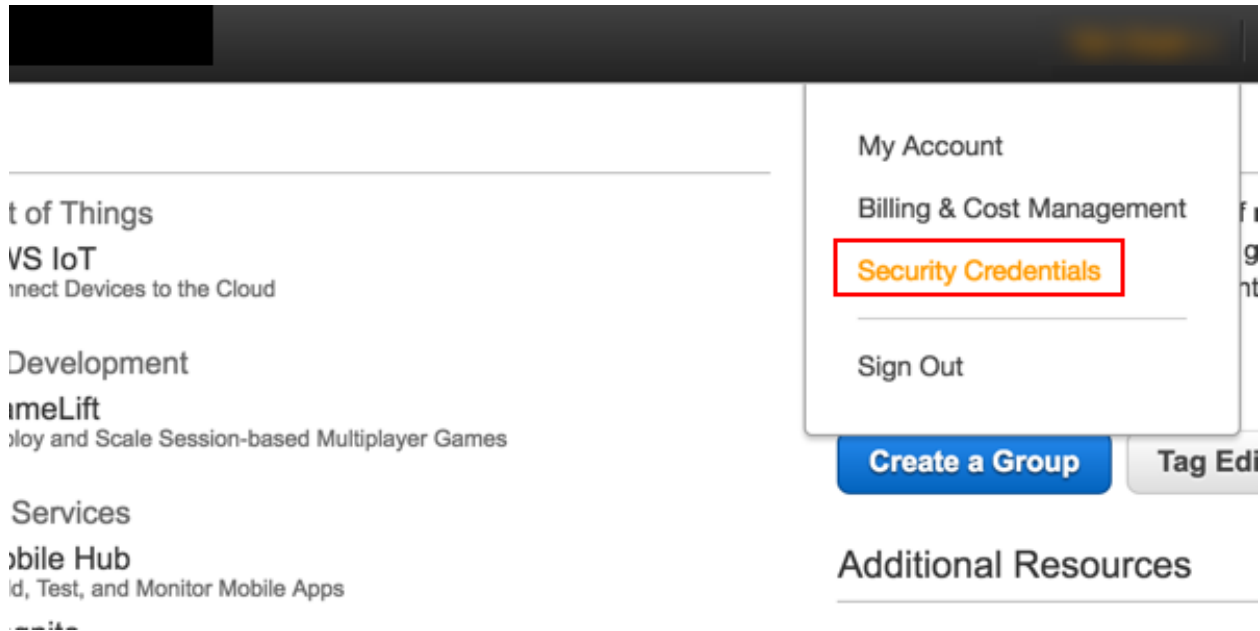 My Account
Billing & Cost Management
Security Credentials
Sign Out
t of Things
WS IoT
nnect Devices to the Cloud
Development
ameLift
ploy and Scale Session-based Multiplayer Games
Services
obile Hub
ld, Test, and Monitor Mobile Apps
Create a Group
Tag Edi
Additional Resources